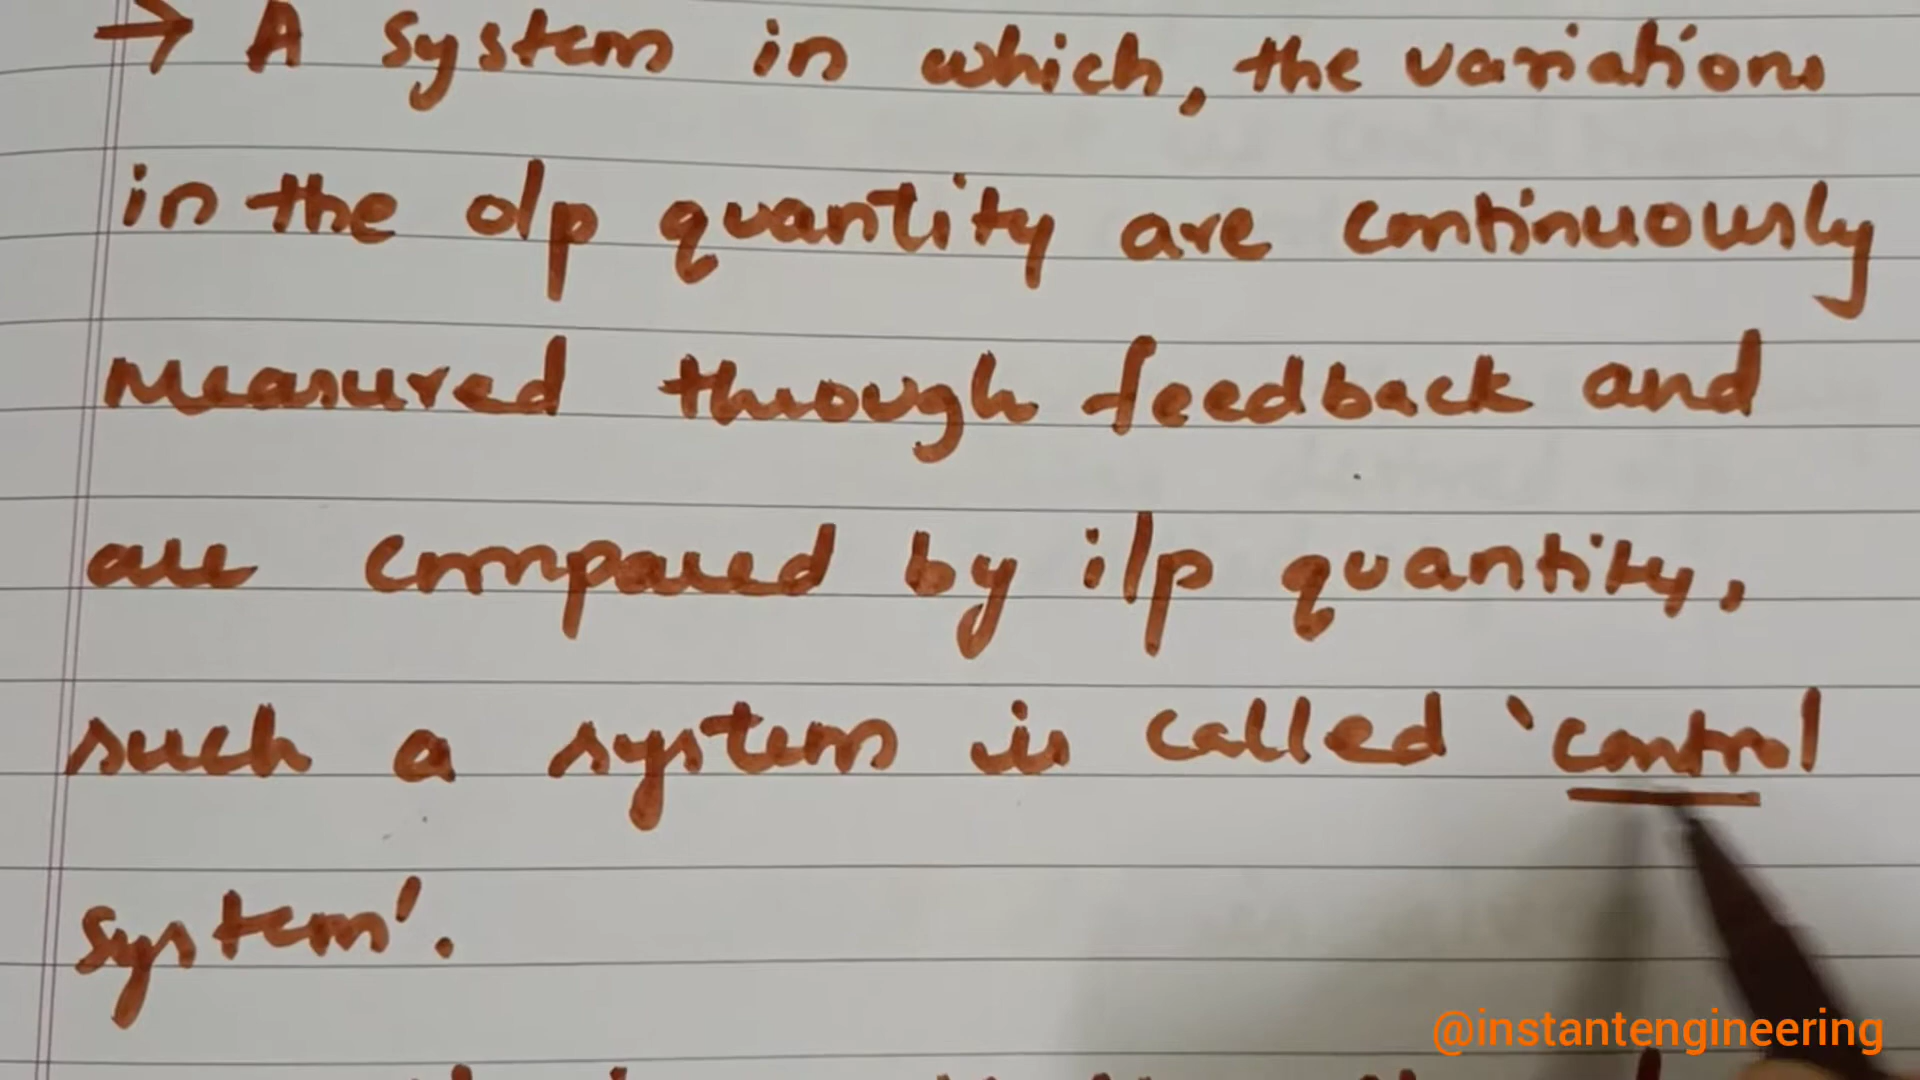 → A system in which, the variations
in the o/p quantity are continuously
measured through feedback and
are compared by i/p quantity,
such a system is called 'control
system'.
@instantengineering